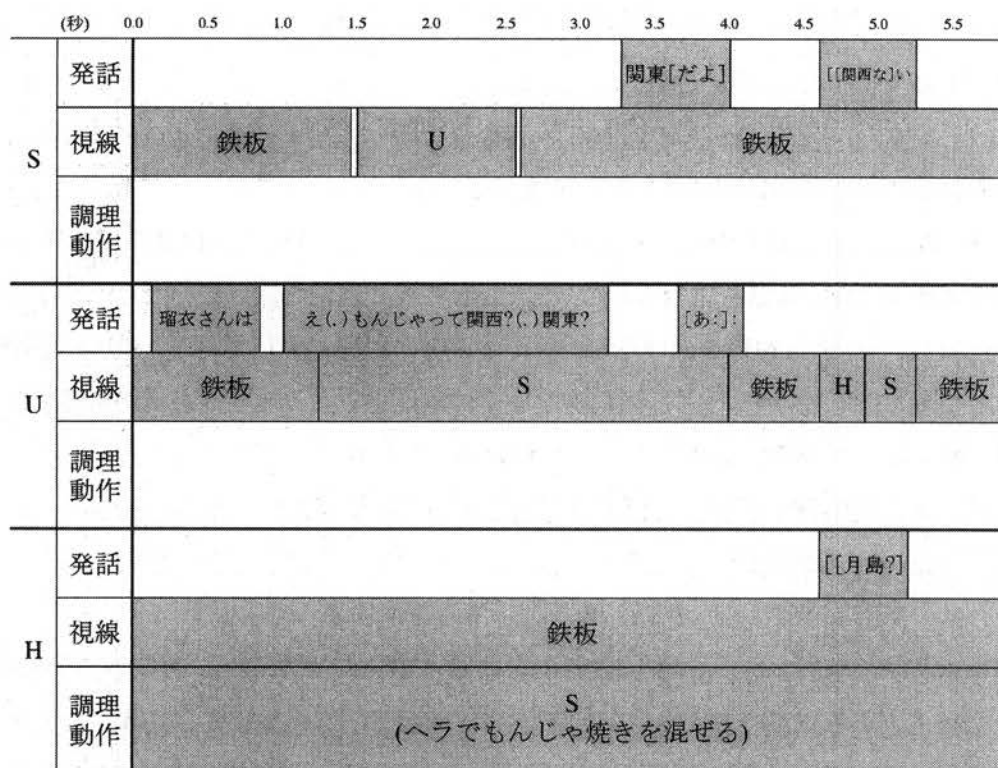 (秒) 0.0 0.5 1.0 1.5 2.0 2.5 3.0 3.5 4.0 4.5 5.0 5.5
S
発話 関東[だよ] [[関西な]い
視線 鉄板 U 鉄板
調理
動作
U
発話 瑠衣さんは え(.)もんじゃって関西?(.)関東? [あ:]:
視線 鉄板 S 鉄板 H S 鉄板
調理
動作
H
発話 [[月島?]
視線 鉄板
調理
動作
S
(ヘラでもんじゃ焼きを混ぜる)